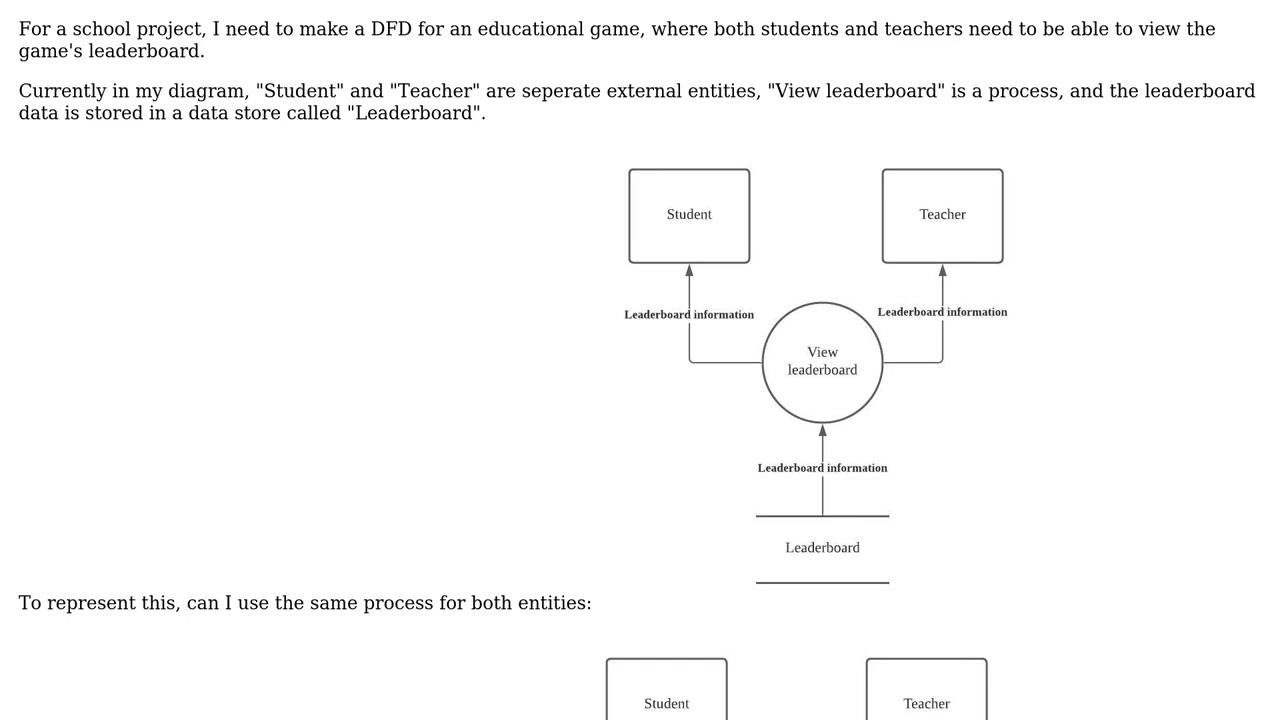 For a school project, I need to make a DFD for an educational game, where both students and teachers need to be able to view the
game's leaderboard.
Currently in my diagram, "Student" and "Teacher" are seperate external entities, "View leaderboard" is a process, and the leaderboard
data is stored in a data store called "Leaderboard".
Student
Teacher
Leaderboard information
Leaderboard information
View
leaderboard
Leaderboard information
Leaderboard
To represent this, can I use the same process for both entities:
Student
Teacher